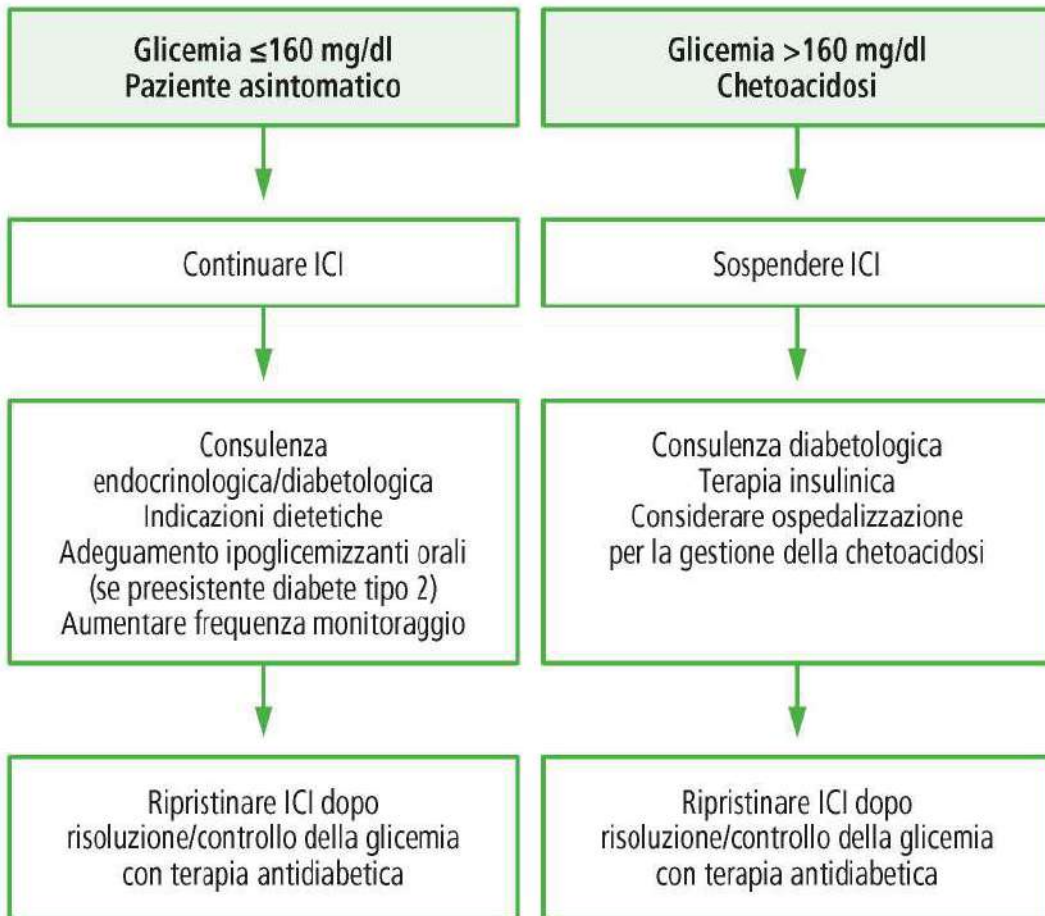 Glicemia ≤160 mg/dl
Paziente asintomatico
Continuare ICI
Consulenza
endocrinologica/diabetologica
Indicazioni dietetiche
Adeguamento ipoglicemizzanti orali
(se preesistente diabete tipo 2)
Aumentare frequenza monitoraggio
Ripristinare ICI dopo
risoluzione/controllo della glicemia
con terapia antidiabetica
Glicemia >160 mg/dl
Chetoacidosi
Sospendere ICI
Consulenza diabetologica
Terapia insulinica
Considerare ospedalizzazione
per la gestione della chetoacidosi
Ripristinare ICI dopo
risoluzione/controllo della glicemia
con terapia antidiabetica